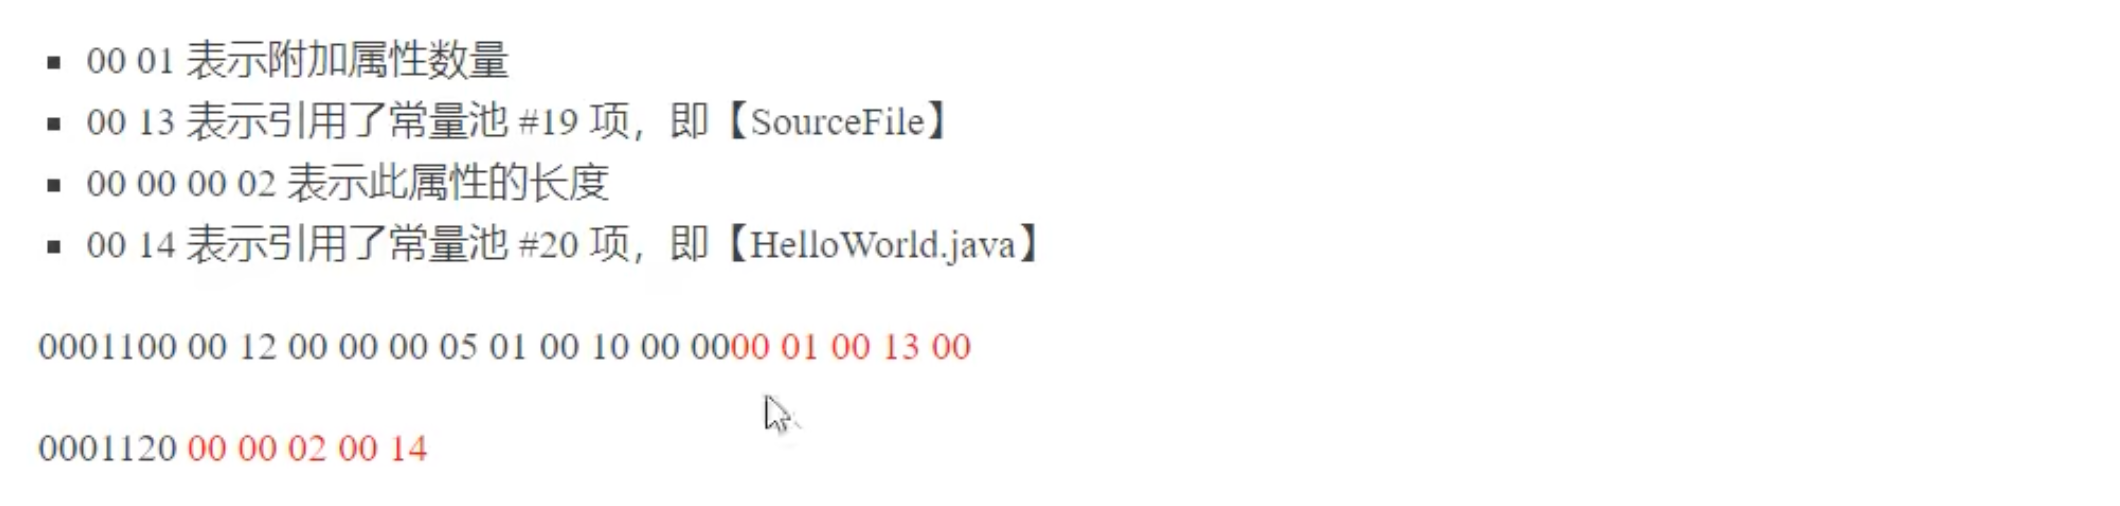 ▪ 00 01 表示附加属性数量
▪ 00 13 表示引用了常量池 #19 项，即【SourceFile】
▪ 00 00 00 02 表示此属性的长度
▪ 00 14 表示引用了常量池 #20 项，即【HelloWorld.java】
0001100 00 12 00 00 00 05 01 00 10 00 0000 01 00 13 00
0001120 00 00 02 00 14